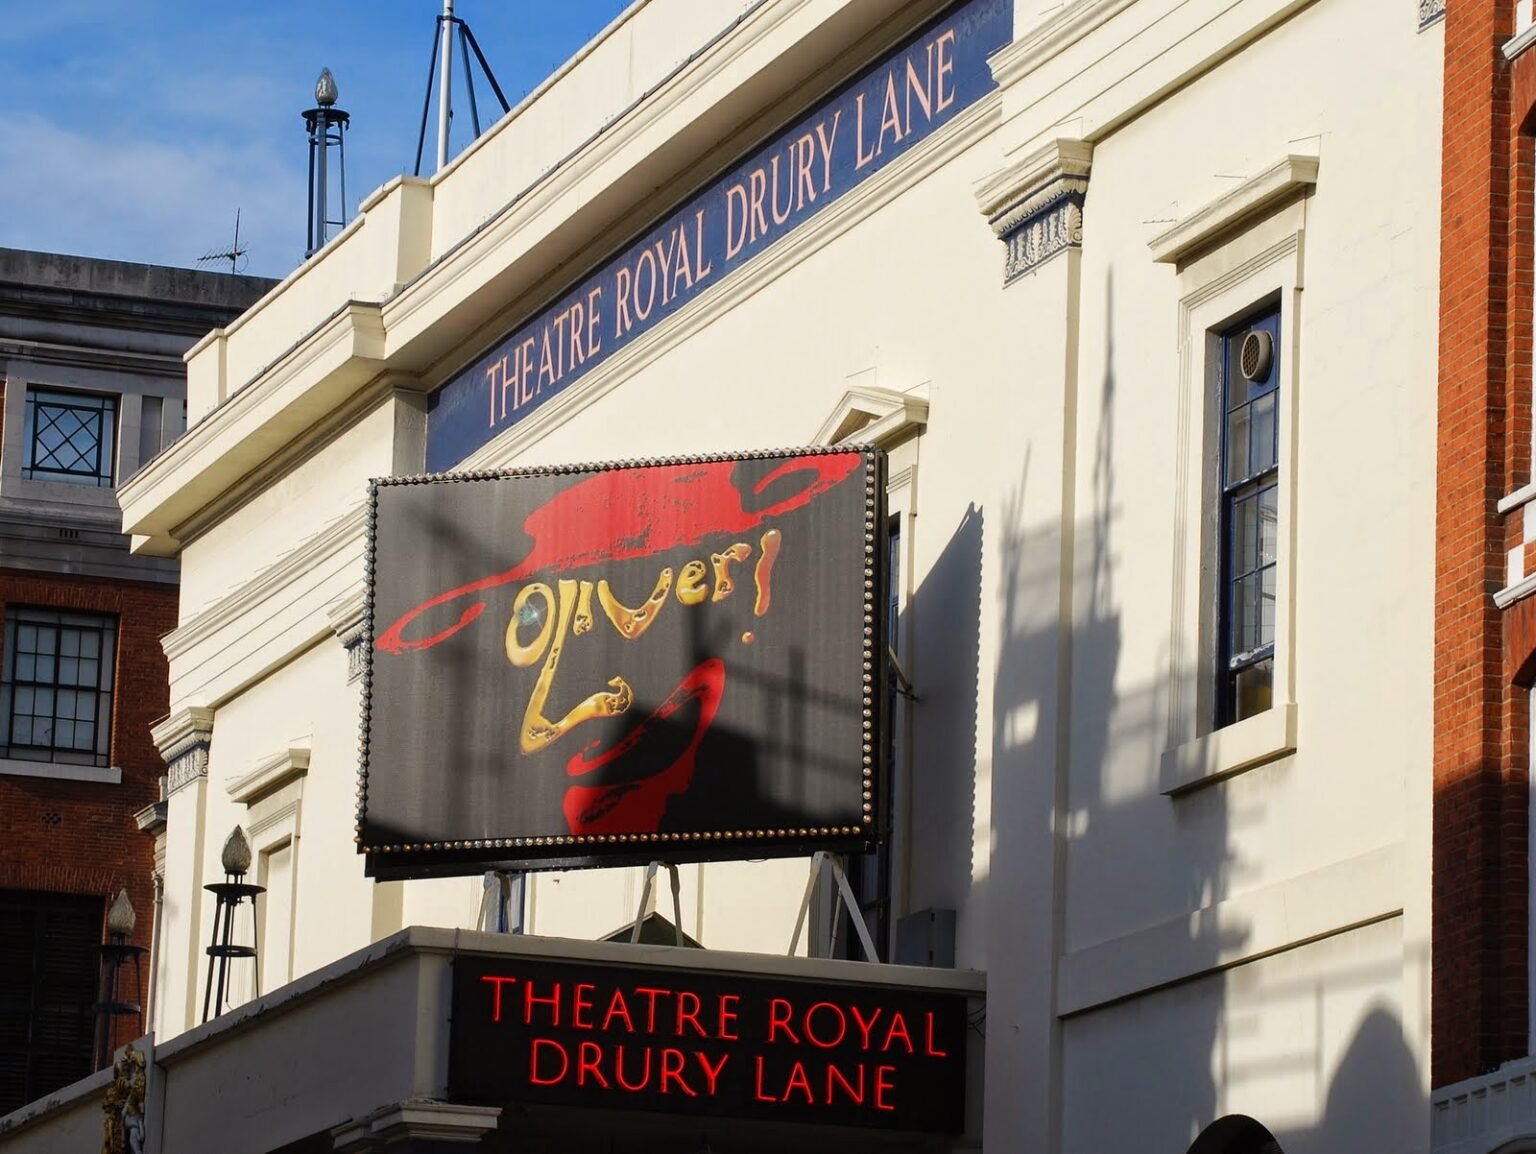 THEATRE ROYAL DRURY LANE
OLiver!
THEATRE ROYAL
DRURY LANE